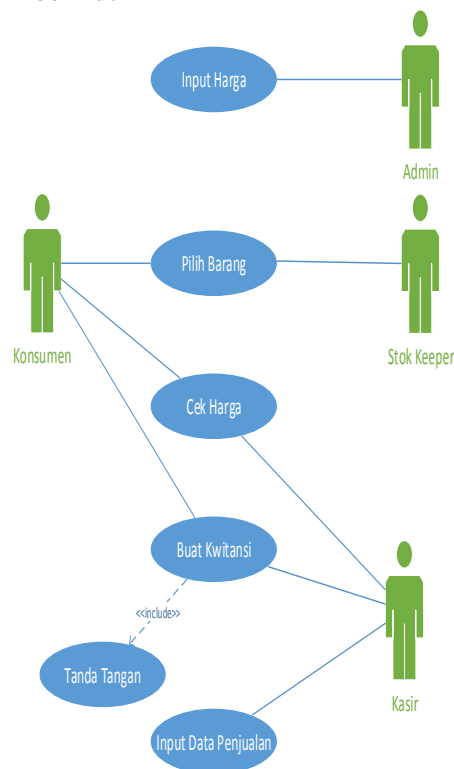 Input Harga
Admin
Pilih Barang
Konsumen
Stok Keeper
Cek Harga
Buat Kwitansi
<<include>>
Tanda Tangan
Kasir
Input Data Penjualan